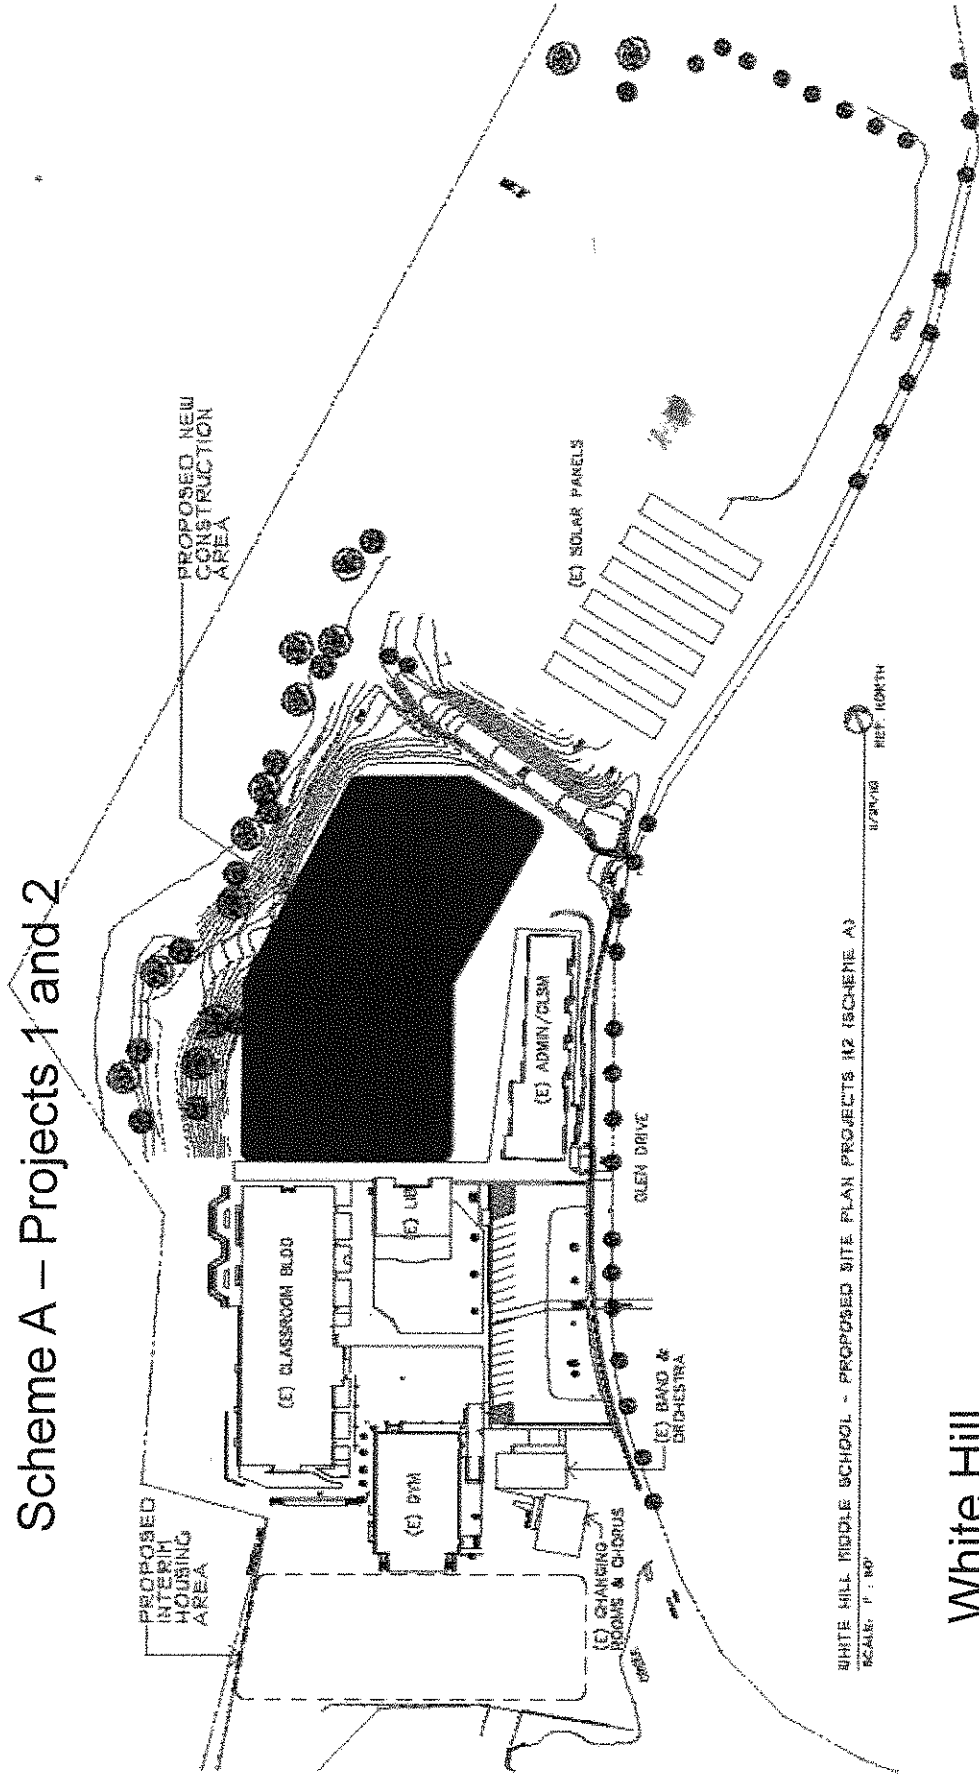 Scheme A – Projects 1 and 2
PROPOSED NEW
CONSTRUCTION
AREA
PROPOSED
INTERIM
HOUSING
AREA
(E) CLASSROOM BLDG
(E) LIB
(E) GYM
(E) ADMIN/CLSM
(E) SOLAR PANELS
CREEK
GLEN DRIVE
(E) BAND &
ORCHESTRA
(E) CHANGING
ROOMS & CHORUS
CREEK
WHITE HILL MIDDLE SCHOOL - PROPOSED SITE PLAN PROJECTS 1&2 (SCHEME A)
REF. NORTH
White Hill